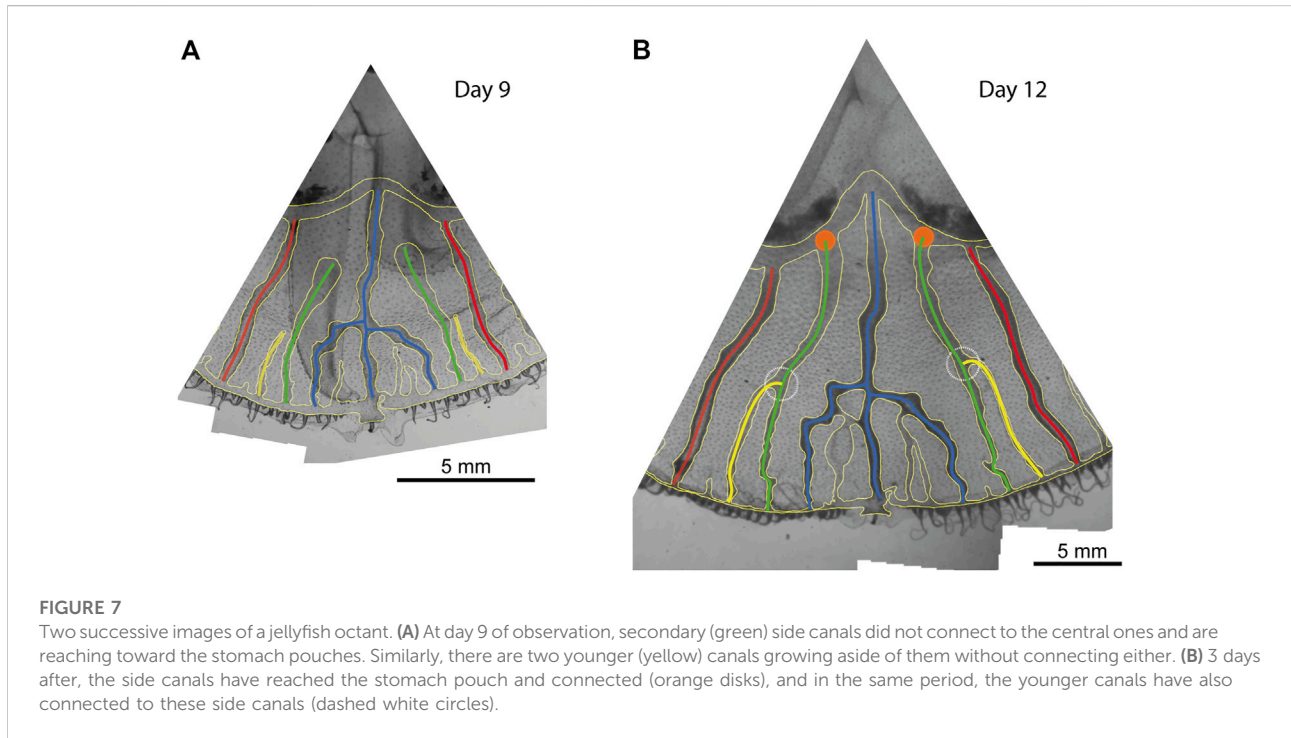 A
B
Day 9
Day 12
5 mm
5 mm
FIGURE 7
Two successive images of a jellyfish octant. (A) At day 9 of observation, secondary (green) side canals did not connect to the central ones and are
reaching toward the stomach pouches. Similarly, there are two younger (yellow) canals growing aside of them without connecting either. (B) 3 days
after, the side canals have reached the stomach pouch and connected (orange disks), and in the same period, the younger canals have also
connected to these side canals (dashed white circles).